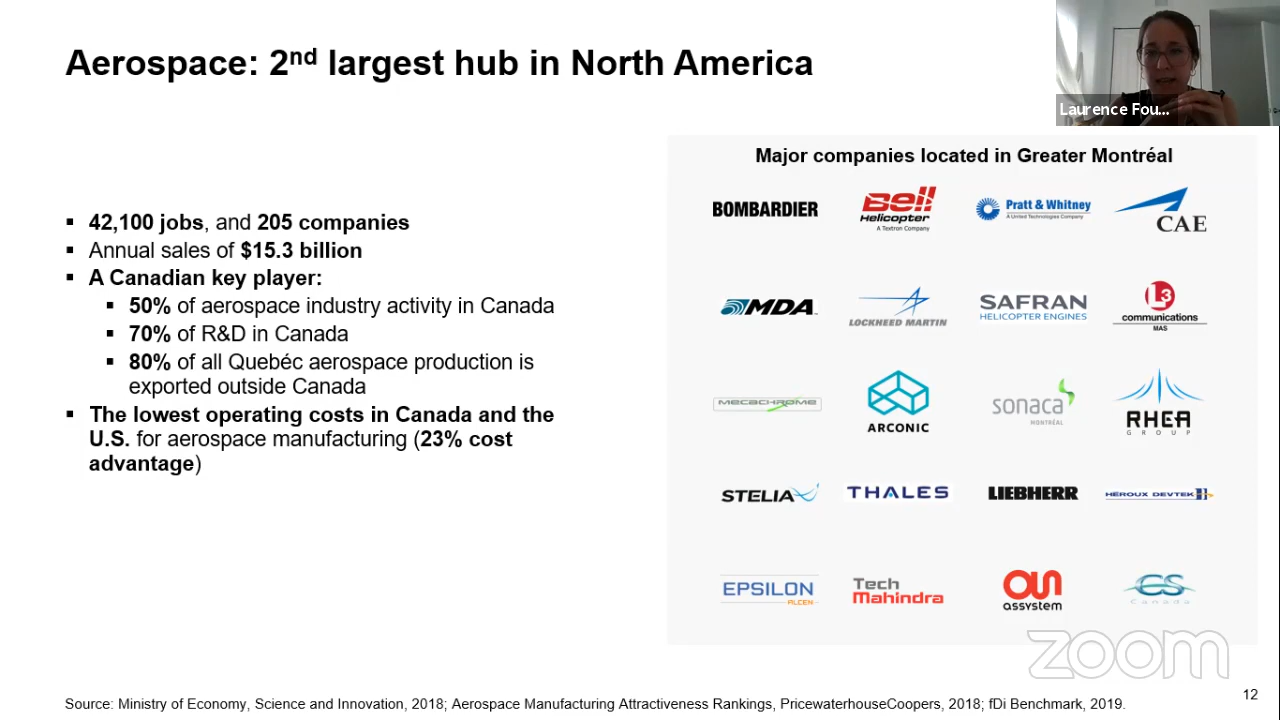 Aerospace: 2nd largest hub in North America
Laurence Fou...
Major companies located in Greater Montréal
▪ 42,100 jobs, and 205 companies
▪ Annual sales of $15.3 billion
▪ A Canadian key player:
▪ 50% of aerospace industry activity in Canada
▪ 70% of R&D in Canada
▪ 80% of all Quebéc aerospace production is
exported outside Canada
▪ The lowest operating costs in Canada and the
U.S. for aerospace manufacturing (23% cost
advantage)
BOMBARDIER
Bell
Helicopter
A Textron Company
Pratt & Whitney
A United Technologies Company
CAE
MDA
LOCKHEED MARTIN
SAFRAN
HELICOPTER ENGINES
L3
communications
MAS
MECACHROME
ARCONIC
sonaca
MONTRÉAL
RHEA
GROUP
STELIA
THALES
LIEBHERR
HÉROUX DEVTEK
EPSILON
ALCEN
Tech
Mahindra
assystem
CS
Canada
zoom
Source: Ministry of Economy, Science and Innovation, 2018; Aerospace Manufacturing Attractiveness Rankings, PricewaterhouseCoopers, 2018; fDi Benchmark, 2019.
12